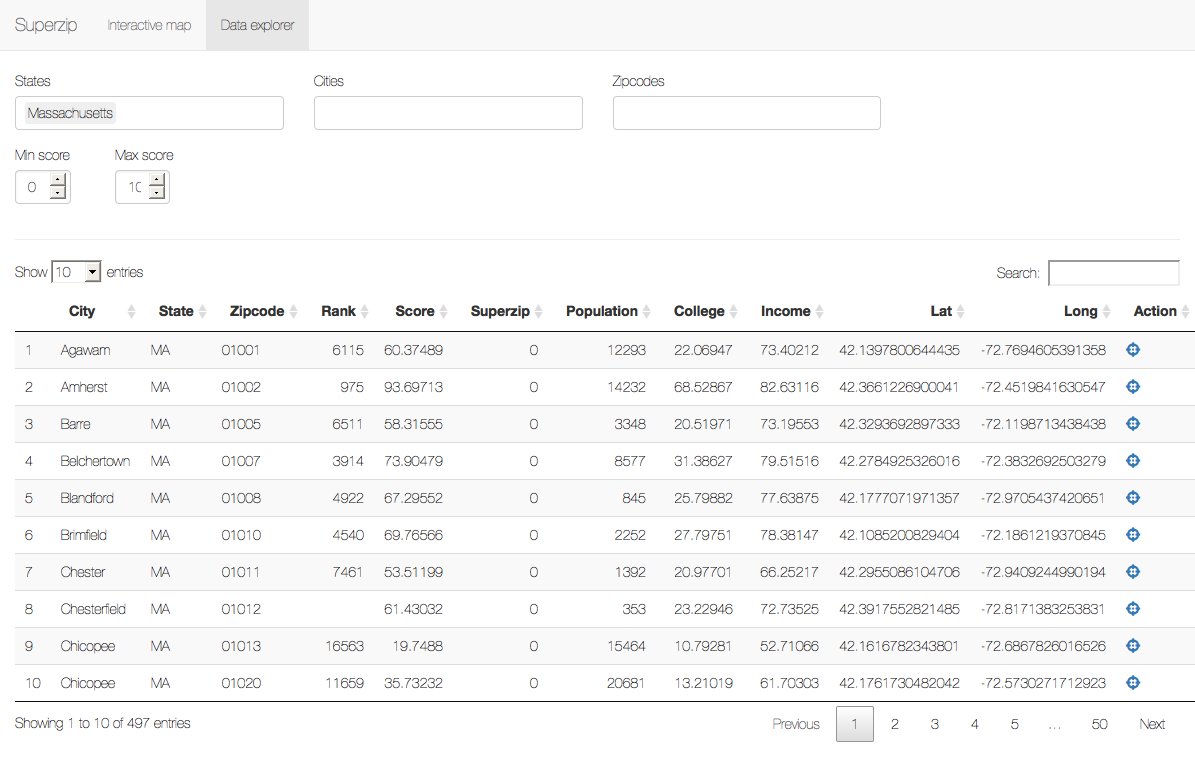 Superzip Interactive map Data explorer
States Cities Zipcodes
Massachusetts
Min score Max score
0 10
Show 10 entries Search:
City State Zipcode Rank Score Superzip Population College Income Lat Long Action
1 Agawam MA 01001 6115 60.37489 0 12293 22.06947 73.40212 42.1397800644435 -72.7694605391358
2 Amherst MA 01002 975 93.69713 0 14232 68.52867 82.63116 42.3661226900041 -72.4519841630547
3 Barre MA 01005 6511 58.31555 0 3348 20.51971 73.19553 42.3293692897333 -72.1198713438438
4 Belchertown MA 01007 3914 73.90479 0 8577 31.38627 79.51516 42.2784925326016 -72.3832692503279
5 Blandford MA 01008 4922 67.29552 0 845 25.79882 77.63875 42.1777071971357 -72.9705437420651
6 Brimfield MA 01010 4540 69.76566 0 2252 27.79751 78.38147 42.1085200829404 -72.1861219370845
7 Chester MA 01011 7461 53.51199 0 1392 20.97701 66.25217 42.2955086104706 -72.9409244990194
8 Chesterfield MA 01012 61.43032 0 353 23.22946 72.73525 42.3917552821485 -72.8171383253831
9 Chicopee MA 01013 16563 19.7488 0 15464 10.79281 52.71066 42.1616782343801 -72.6867826016526
10 Chicopee MA 01020 11659 35.73232 0 20681 13.21019 61.70303 42.1761730482042 -72.5730271712923
Showing 1 to 10 of 497 entries Previous 1 2 3 4 5 … 50 Next